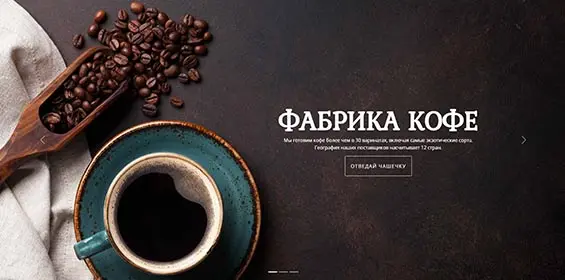 ФАБРИКА КОФЕ
Мы готовим кофе более чем в 30 вариантах, включая самые экзотические сорта.
География наших поставщиков насчитывает 12 стран.
ОТВЕДАЙ ЧАШЕЧКУ